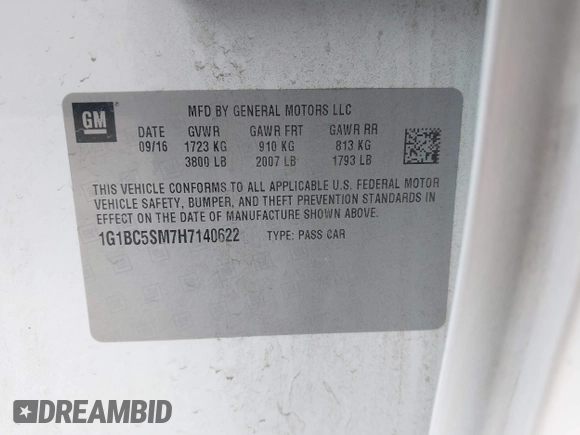 GM
MFD BY GENERAL MOTORS LLC
DATE GVWR GAWR FRT GAWR RR
09/16 1723 KG 910 KG 813 KG
3800 LB 2007 LB 1793 LB
THIS VEHICLE CONFORMS TO ALL APPLICABLE U.S. FEDERAL MOTOR
VEHICLE SAFETY, BUMPER, AND THEFT PREVENTION STANDARDS IN
EFFECT ON THE DATE OF MANUFACTURE SHOWN ABOVE.
1G1BC5SM7H7140622 TYPE: PASS CAR
DREAMBID